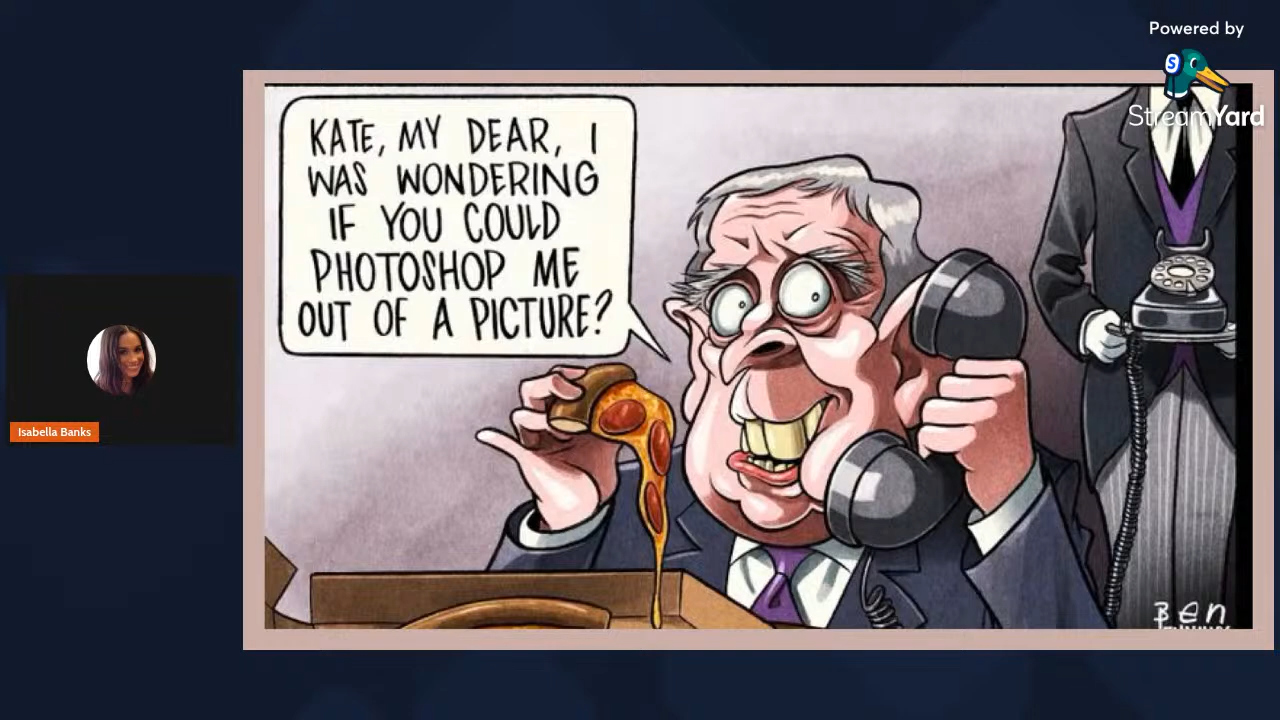 Powered by
StreamYard
KATE, MY DEAR, I
WAS WONDERING
IF YOU COULD
PHOTOSHOP ME
OUT OF A PICTURE?
Isabella Banks
Ben